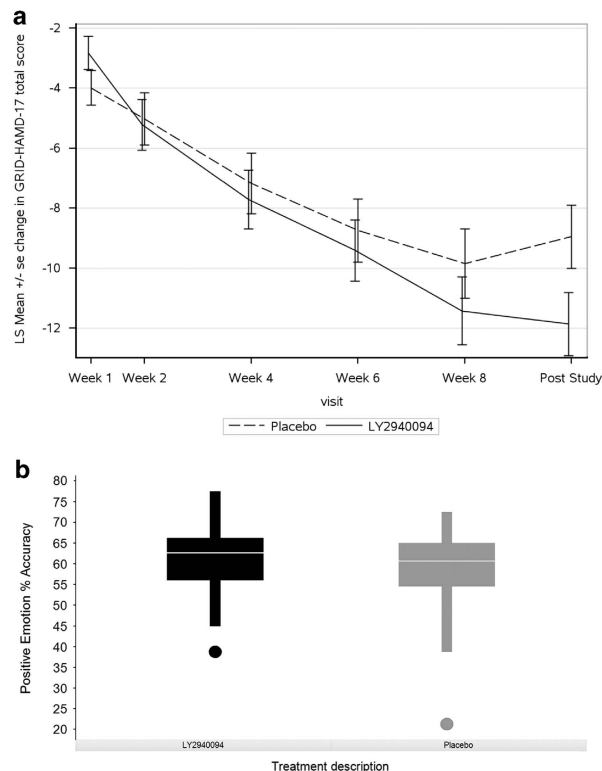 a
LS Mean +/- se change in GRID-HAMD-17 total score
-2
-4
-6
-8
-10
-12
Week 1 Week 2 Week 4 Week 6 Week 8 Post Study
visit
Placebo LY2940094
b
Positive Emotion % Accuracy
80
75
70
65
60
55
50
45
40
35
30
25
20
LY2940094 Placebo
Treatment description